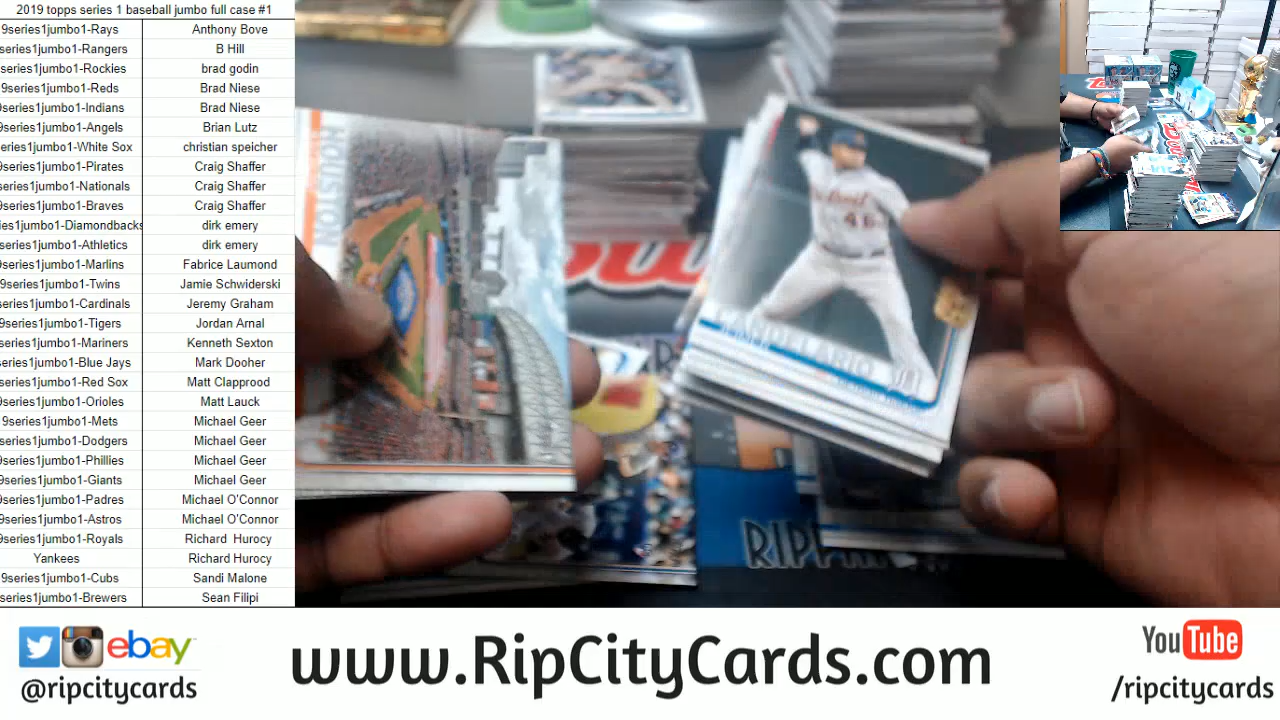 2019 topps series 1 baseball jumbo full case #1
9series1jumbo1-Rays Anthony Bove
series1jumbo1-Rangers B Hill
series1jumbo1-Rockies brad godin
9series1jumbo1-Reds Brad Niese
9series1jumbo1-Indians Brad Niese
9series1jumbo1-Angels Brian Lutz
eries1jumbo1-White Sox christian speicher
9series1jumbo1-Pirates Craig Shaffer
series1jumbo1-Nationals Craig Shaffer
9series1jumbo1-Braves Craig Shaffer
ies1jumbo1-Diamondbacks dirk emery
series1jumbo1-Athletics dirk emery
9series1jumbo1-Marlins Fabrice Laumond
9series1jumbo1-Twins Jamie Schwiderski
series1jumbo1-Cardinals Jeremy Graham
9series1jumbo1-Tigers Jordan Arnal
series1jumbo1-Mariners Kenneth Sexton
series1jumbo1-Blue Jays Mark Dooher
series1jumbo1-Red Sox Matt Clapprood
series1jumbo1-Orioles Matt Lauck
9series1jumbo1-Mets Michael Geer
series1jumbo1-Dodgers Michael Geer
series1jumbo1-Phillies Michael Geer
9series1jumbo1-Giants Michael Geer
9series1jumbo1-Padres Michael O'Connor
9series1jumbo1-Astros Michael O'Connor
9series1jumbo1-Royals Richard Hurocy
Yankees Richard Hurocy
9series1jumbo1-Cubs Sandi Malone
series1jumbo1-Brewers Sean Filipi
HOUSTON
Detroit
46
CANDELARIO JR
RIP
ebay
@ripcitycards
www.RipCityCards.com
YouTube
/ripcitycards